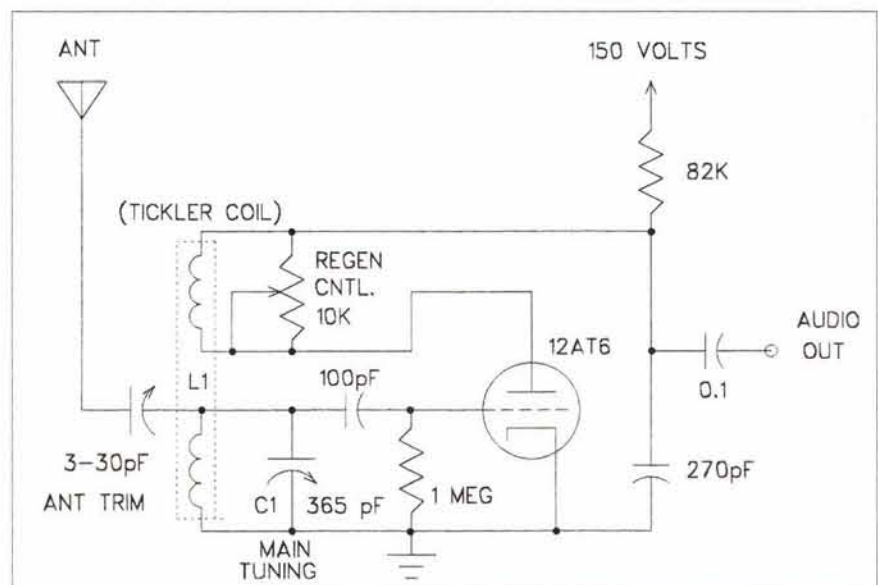 ANT
150 VOLTS
82K
(TICKLER COIL)
REGEN
CNTL.
10K
12AT6
AUDIO
OUT
0.1
L1
100pF
3-30pF
ANT TRIM
C1
365 pF
1 MEG
270pF
MAIN
TUNING